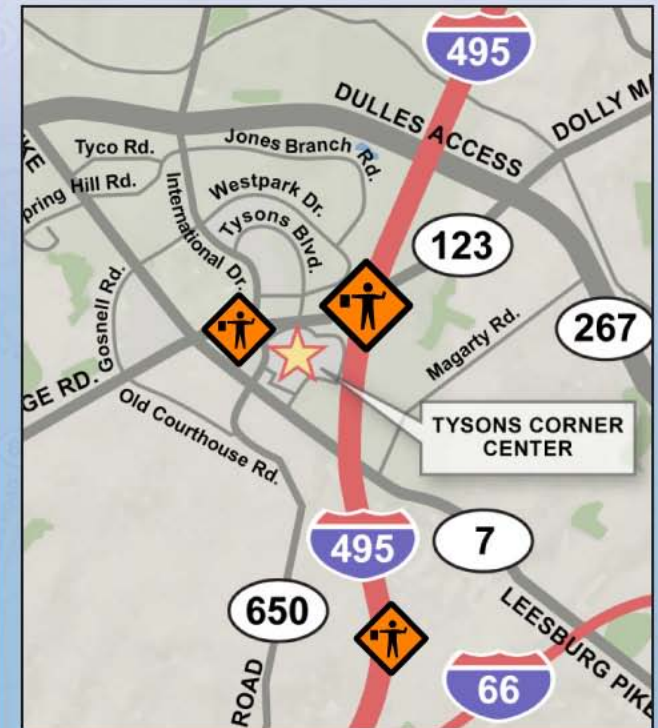 495
DULLES ACCESS
DOLLY MA
IKE
Tyco Rd.
Jones Branch Rd.
pring Hill Rd.
International Dr.
Westpark Dr.
Tysons Blvd.
123
Gosnell Rd.
267
Magarty Rd.
GE RD.
Old Courthouse Rd.
TYSONS CORNER
CENTER
495
7
650
LEESBURG PIKE
ROAD
66